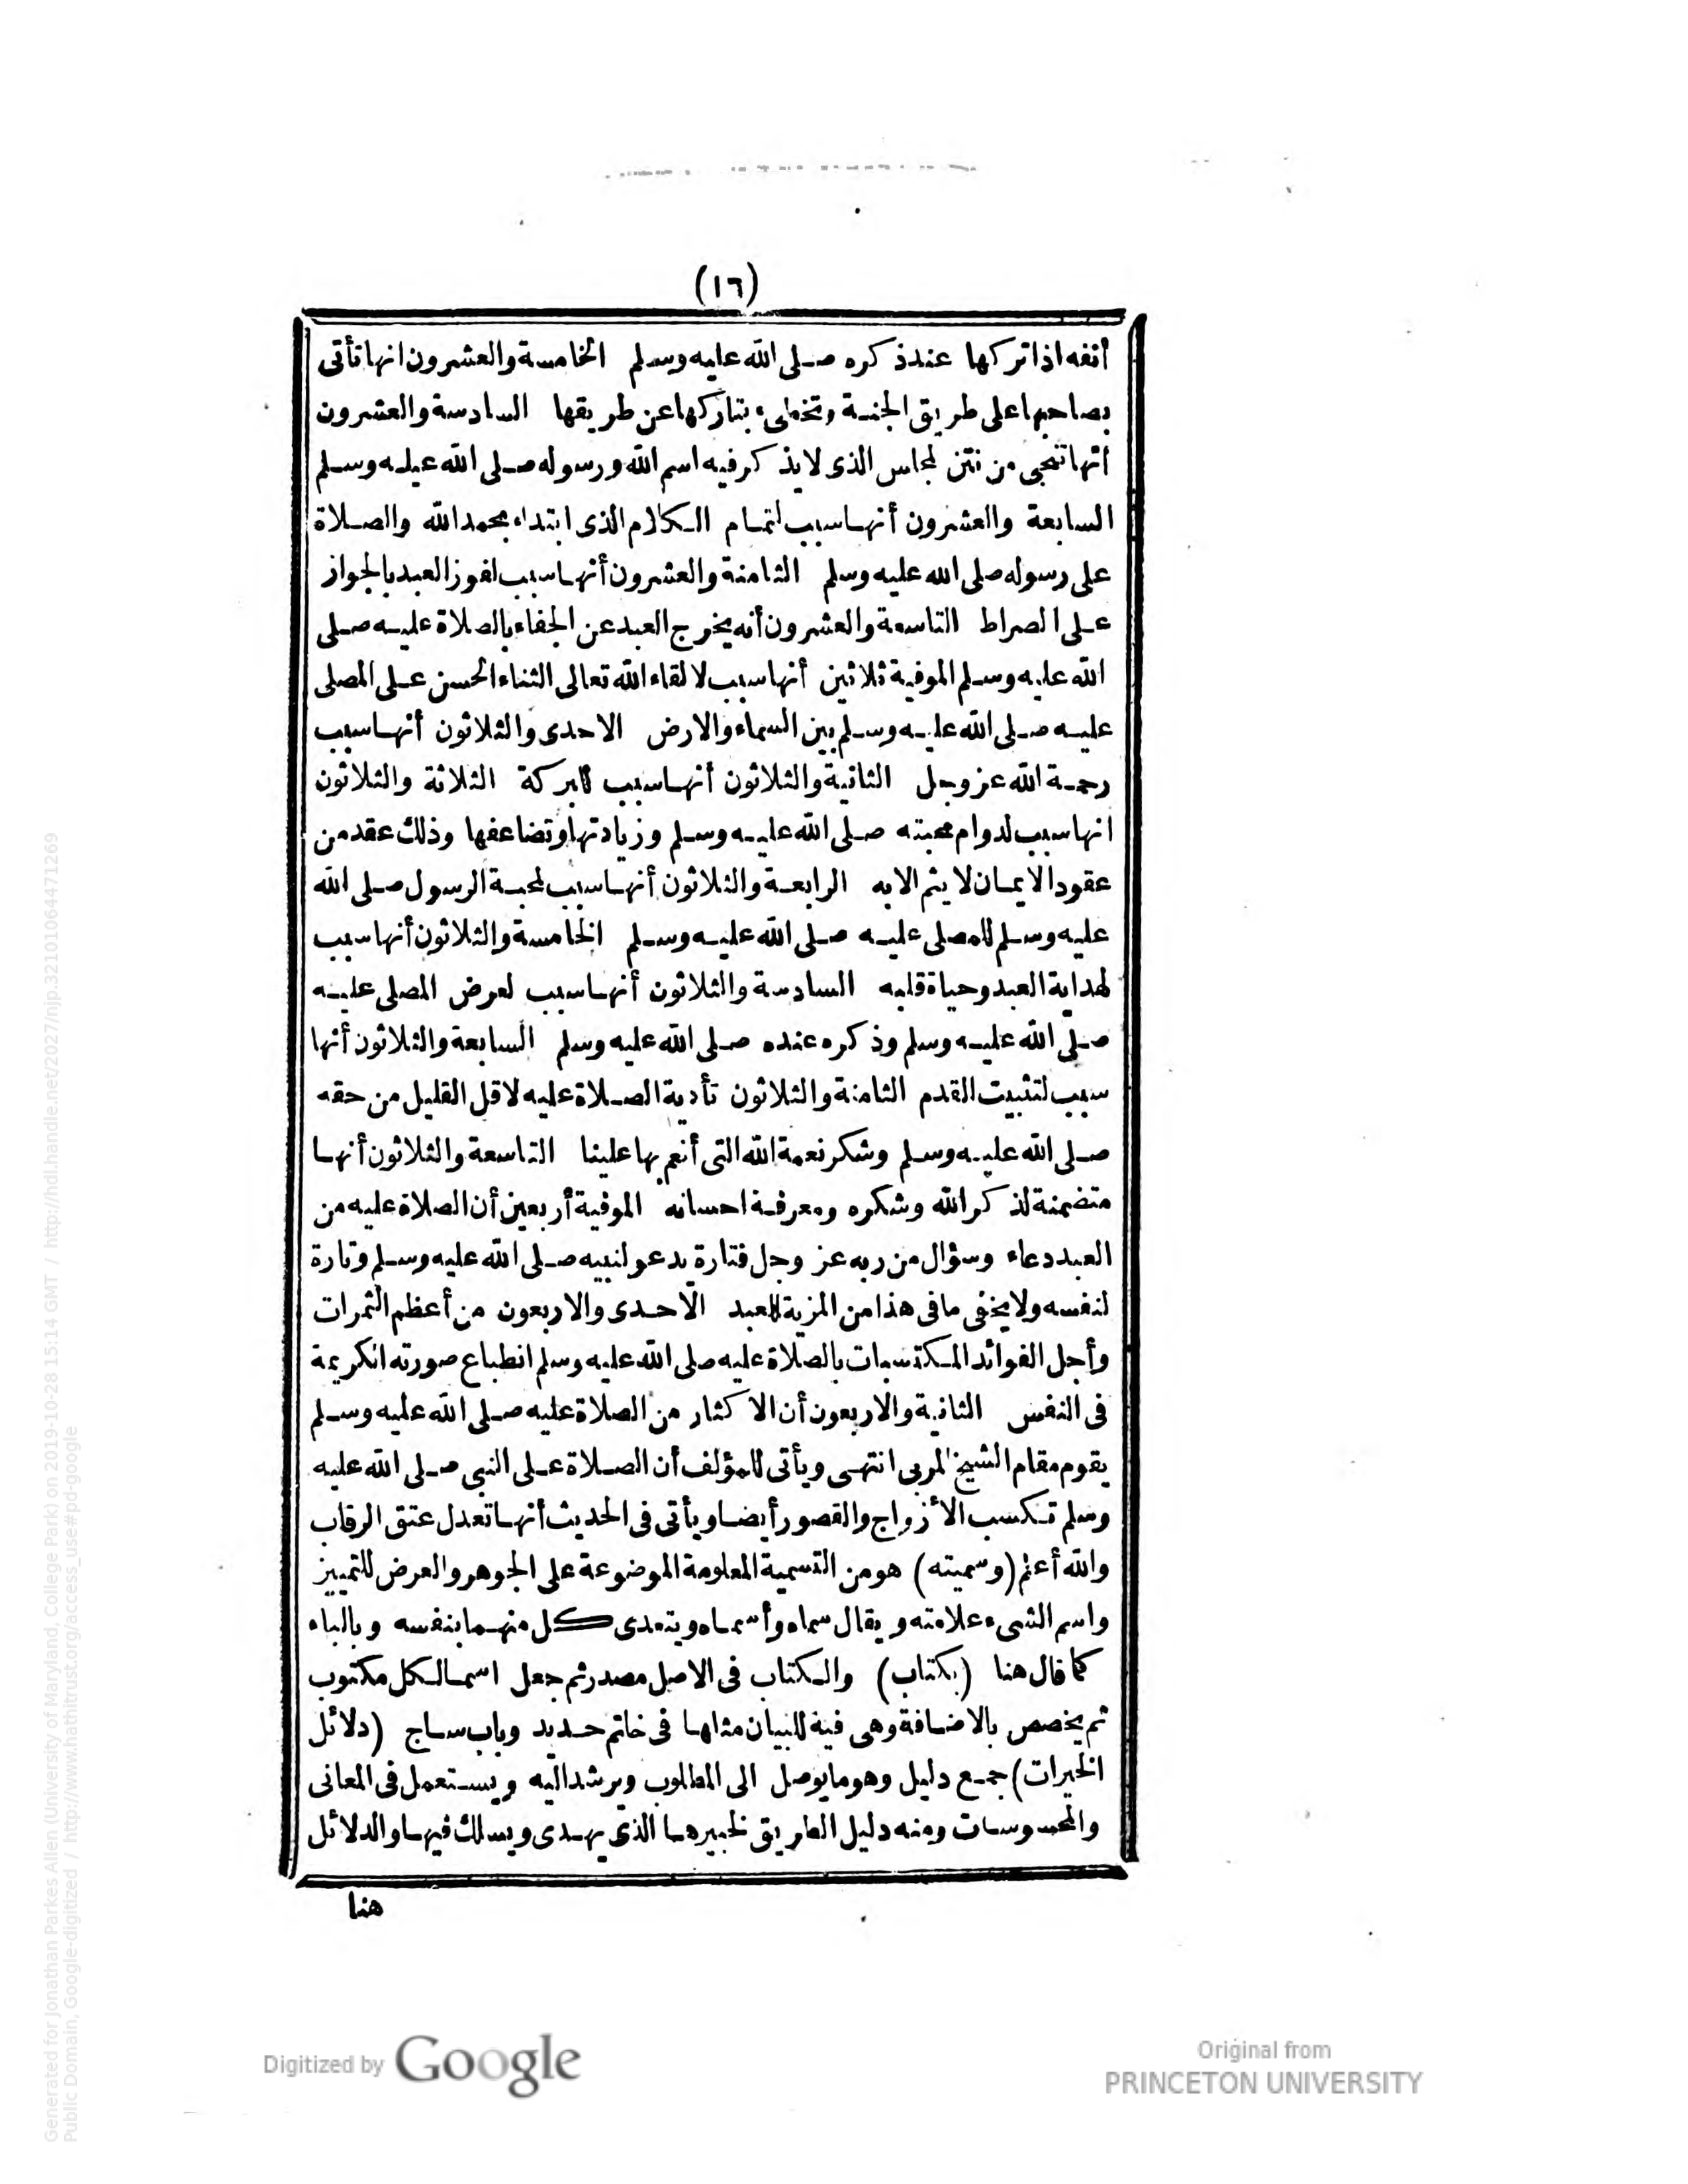 (١٦)
أنفه اذا تركها عند ذكره صلى الله عليه وسلم الخامسة والعشرون انها تأتى
بصاحبها على طريق الجنة وتخطىء بتاركها عن طريقها السادسة والعشرون
أنها تنجى من نتن لمجلس الذى لا يذكر فيه اسم الله ورسوله صلى الله عيله وسلم
السابعة والعشرون أنها سبب لتمام الكلام الذى ابتداء بحمد الله والصلاة
على رسوله صلى الله عليه وسلم الثامنة والعشرون أنها سبب لفوز العبد بالجواز
على الصراط التاسعة والعشرون أنه يخرج العبد عن الجفاء بالصلاة عليه صلى
الله عليه وسلم الموفية ثلاثين أنها سبب لالقاء الله تعالى الثناء الحسن على المصلى
عليه صلى الله عليه وسلم بين السماء والارض الاحدى والثلاثون أنها سبب
رحمة الله عز وجل الثانية والثلاثون أنها سبب للبركة الثلاثة والثلاثون
انها سبب لدوام محبته صلى الله عليه وسلم وزيادتها وتضاعفها وذلك عقد من
عقود الايمان لا يتم الا به الرابعة والثلاثون أنها سبب لمحبة الرسول صلى الله
عليه وسلم للمصلى عليه صلى الله عليه وسلم الخامسة والثلاثون أنها سبب
لهداية العبد وحياة قلبه السادسة والثلاثون أنها سبب لعرض المصلى عليه
صلى الله عليه وسلم وذكره عنده صلى الله عليه وسلم السابعة والثلاثون أنها
سبب لتثبيت القدم الثامنة والثلاثون تأدية الصلاة عليه لاقل القليل من حقه
صلى الله عليه وسلم وشكر نعمة الله التى أنعم بها علينا التاسعة والثلاثون أنها
متضمنة لذكر الله وشكره ومعرفة احسانه الموفية أربعين أن الصلاة عليه من
العبد دعاء وسؤال من ربه عز وجل فتارة يدعو لنبيه صلى الله عليه وسلم وتارة
لنفسه ولا يخفى ما فى هذا من المزية للعبد الاحدى والاربعون من أعظم الثمرات
وأجل الفوائد المكتسبات بالصلاة عليه صلى الله عليه وسلم انطباع صورته الكريمة
فى النفس الثانية والاربعون أن الاكثار من الصلاة عليه صلى الله عليه وسلم
يقوم مقام الشيخ المربى انتهى ويأتى للمؤلف أن الصلاة على النبى صلى الله عليه
وسلم تكسب الأزواج والقصور أيضا ويأتى فى الحديث أنها تعدل عتق الرقاب
والله أعلم (وسميته) هو من التسمية المعلومة الموضوعة على الجوهر والعرض للتمييز
واسم الشىء علامته ويقال سماه وأسماه ويتعدى كل منهما بنفسه وبالباء
كما قال هنا (بكتاب) والكتاب فى الاصل مصدر ثم جعل اسما لكل مكتوب
ثم يخصص بالاضافة وهى فيه للبيان مثلها فى خاتم حديد وباب ساج (دلائل
الخيرات) جمع دليل وهو ما يوصل الى المطلوب ويرشد اليه ويستعمل فى المعانى
والمحسوسات ومنه دليل الطريق لخبيرها الذى يهدى ويسلك فيها والدلائل
هنا
Generated for Jonathan Parkes Allen (University of Maryland, College Park) on 2019-10-28 15:14 GMT / http://hdl.handle.net/2027/njp.32101064471269
Public Domain, Google-digitized / http://www.hathitrust.org/access_use#pd-google
Digitized by Google
Original from
PRINCETON UNIVERSITY